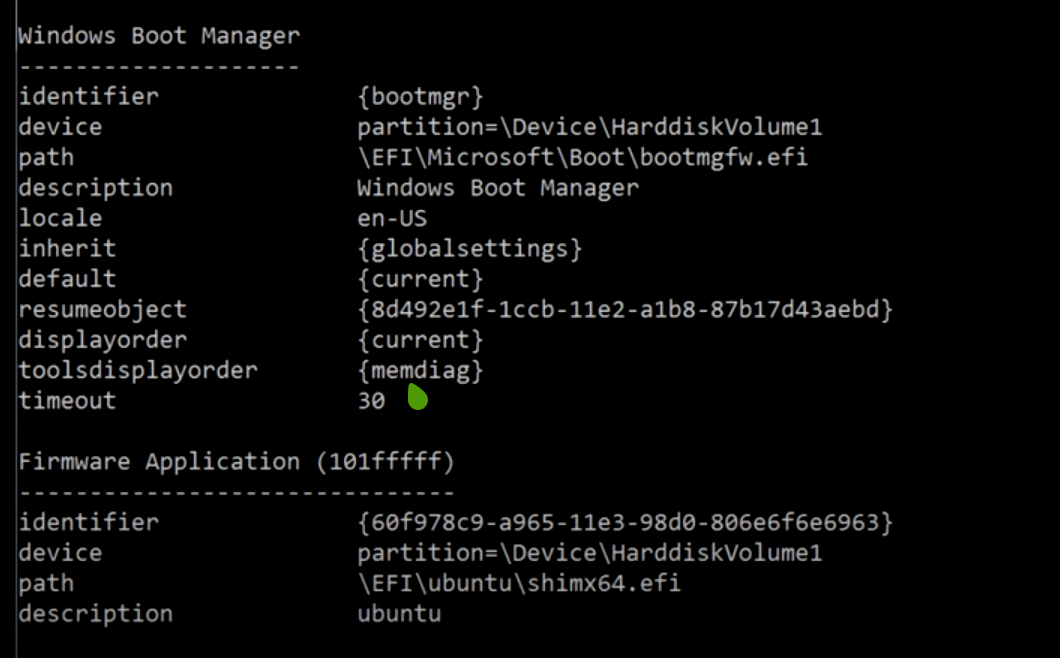 Windows Boot Manager
--------------------
identifier {bootmgr}
device partition=\Device\HarddiskVolume1
path \EFI\Microsoft\Boot\bootmgfw.efi
description Windows Boot Manager
locale en-US
inherit {globalsettings}
default {current}
resumeobject {8d492e1f-1ccb-11e2-a1b8-87b17d43aebd}
displayorder {current}
toolsdisplayorder {memdiag}
timeout 30
Firmware Application (101fffff)
-------------------------------
identifier {60f978c9-a965-11e3-98d0-806e6f6e6963}
device partition=\Device\HarddiskVolume1
path \EFI\ubuntu\shimx64.efi
description ubuntu